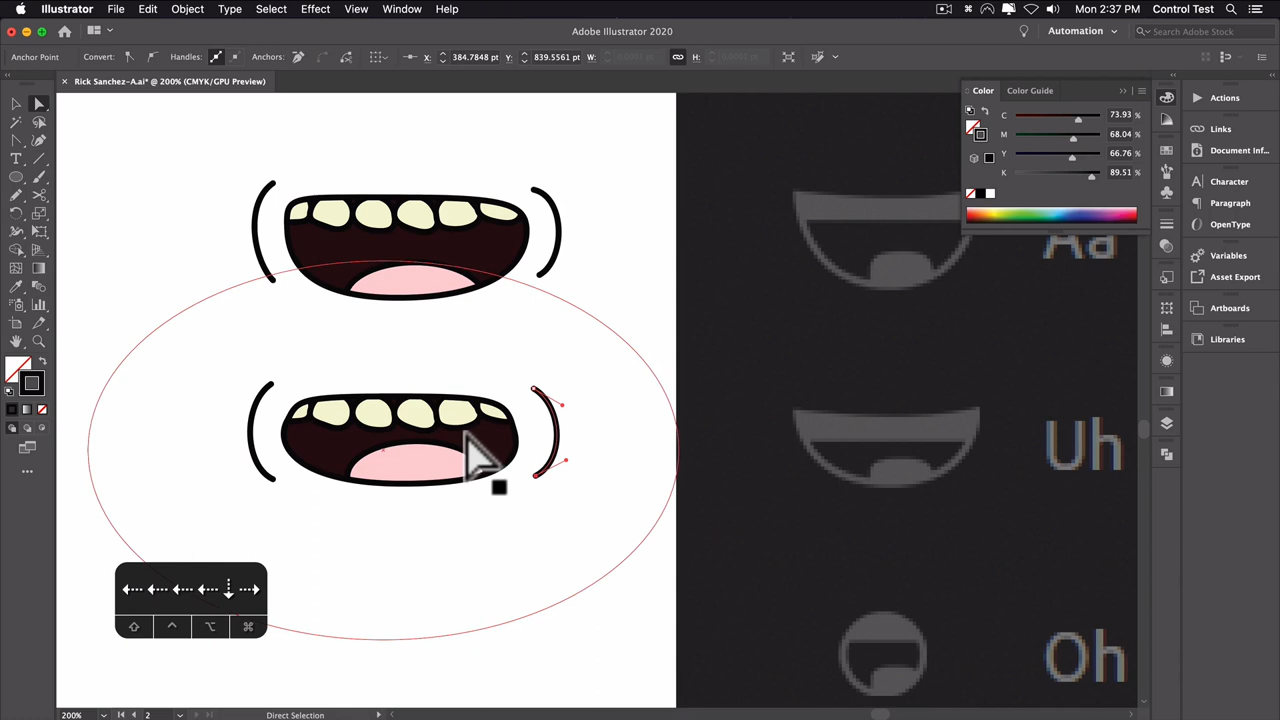 Illustrator File Edit Object Type Select Effect View Window Help Mon 2:37 PM Control Test
Adobe Illustrator 2020 Automation Search Adobe Stock
Anchor Point Convert: Handles: Anchors: X: 384.7848 pt Y: 839.5561 pt W: H:
× Rick Sanchez-A.ai* @ 200% (CMYK/GPU Preview)
Color Color Guide
C 73.93 %
M 68.04 %
Y 66.76 %
K 89.51 %
Actions
Links
Document Inf...
Character
Paragraph
OpenType
Variables
Asset Export
Artboards
Libraries
Aa
Uh
Oh
200% 2 Direct Selection